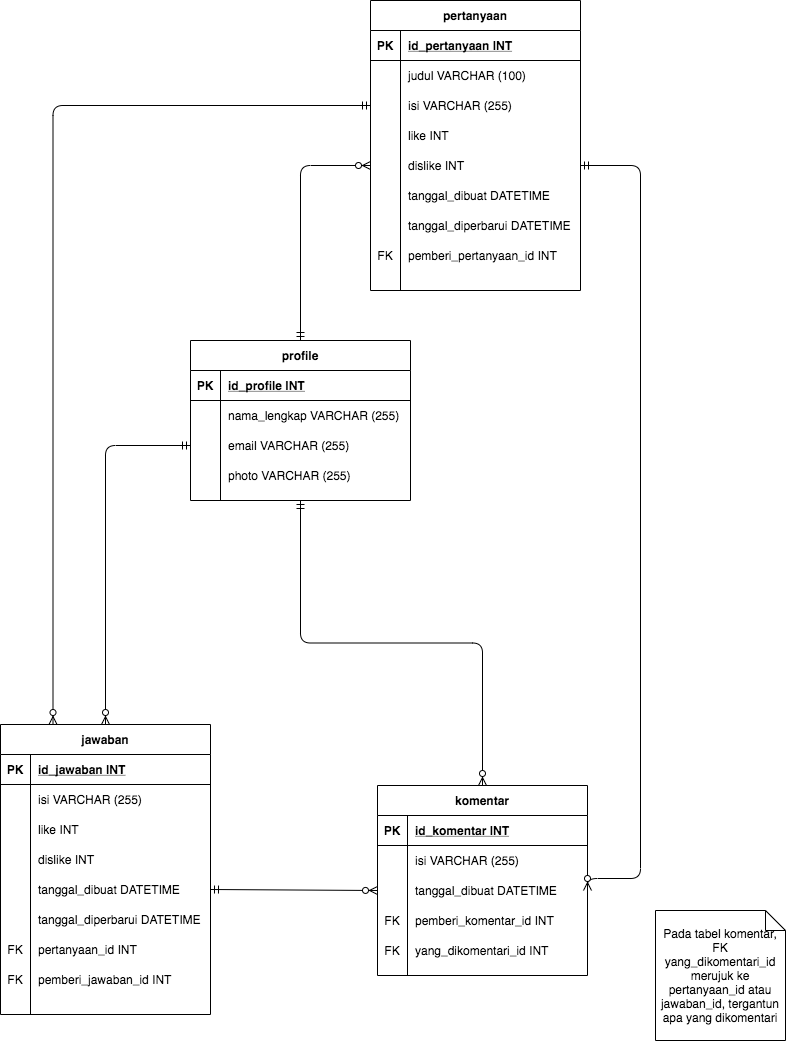 pertanyaan
PK id_pertanyaan INT
judul VARCHAR (100)
isi VARCHAR (255)
like INT
dislike INT
tanggal_dibuat DATETIME
tanggal_diperbarui DATETIME
FK pemberi_pertanyaan_id INT
profile
PK id_profile INT
nama_lengkap VARCHAR (255)
email VARCHAR (255)
photo VARCHAR (255)
jawaban
PK id_jawaban INT
isi VARCHAR (255)
like INT
dislike INT
tanggal_dibuat DATETIME
tanggal_diperbarui DATETIME
FK pertanyaan_id INT
FK pemberi_jawaban_id INT
komentar
PK id_komentar INT
isi VARCHAR (255)
tanggal_dibuat DATETIME
FK pemberi_komentar_id INT
FK yang_dikomentari_id INT
Pada tabel komentar,
FK
yang_dikomentari_id
merujuk ke
pertanyaan_id atau
jawaban_id, tergantun
apa yang dikomentari